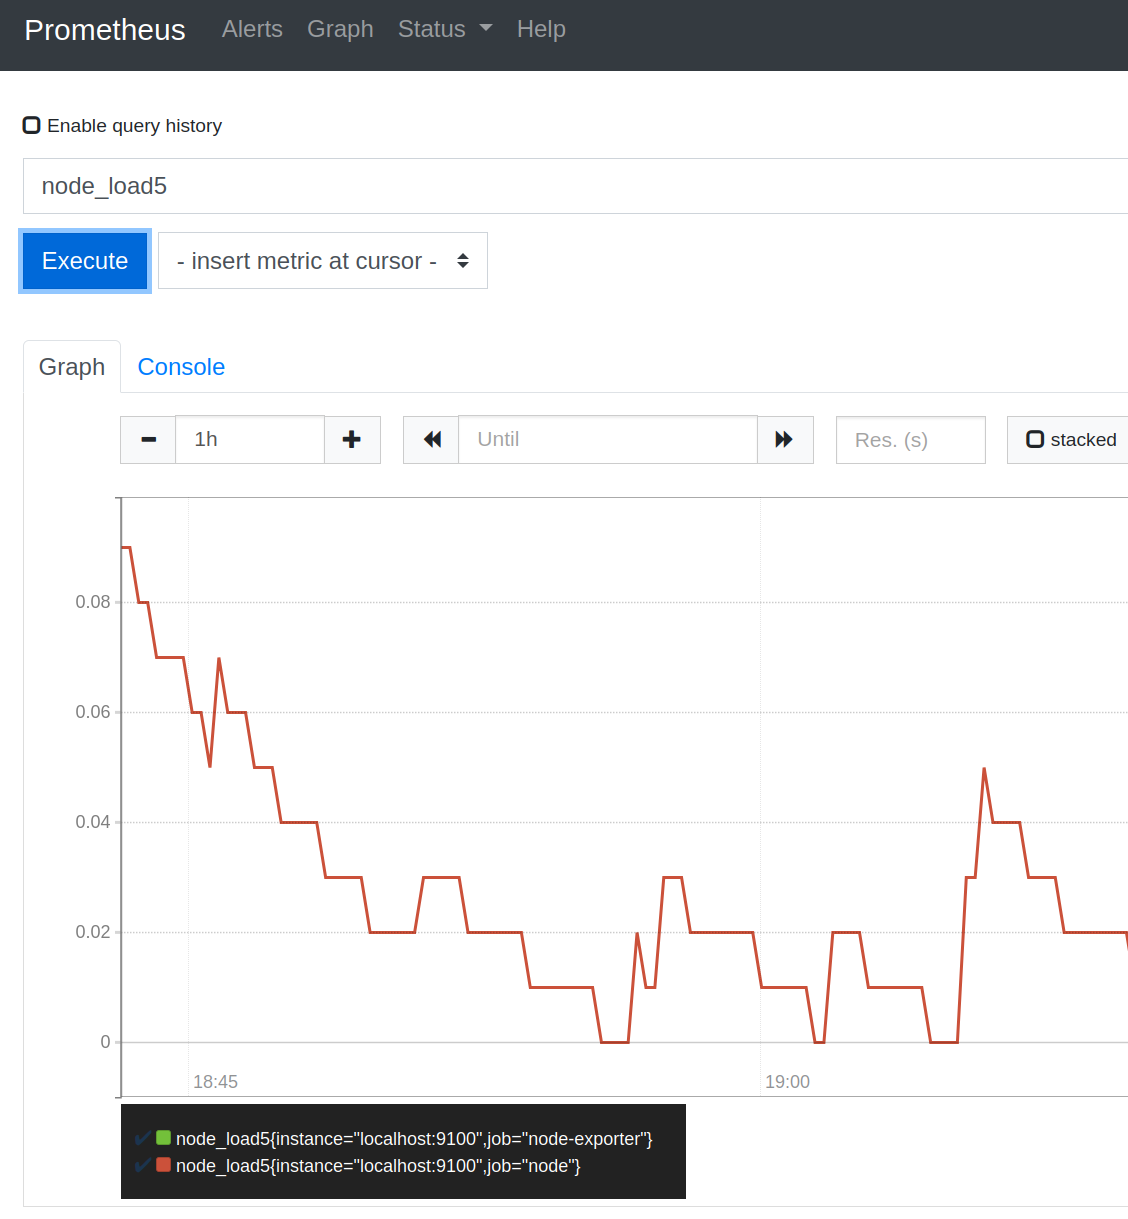 Prometheus Alerts Graph Status Help
Enable query history
node_load5
Execute - insert metric at cursor -
Graph Console
1h Until Res. (s) stacked
0.08
0.06
0.04
0.02
0
18:45 19:00
node_load5{instance="localhost:9100",job="node-exporter"}
node_load5{instance="localhost:9100",job="node"}